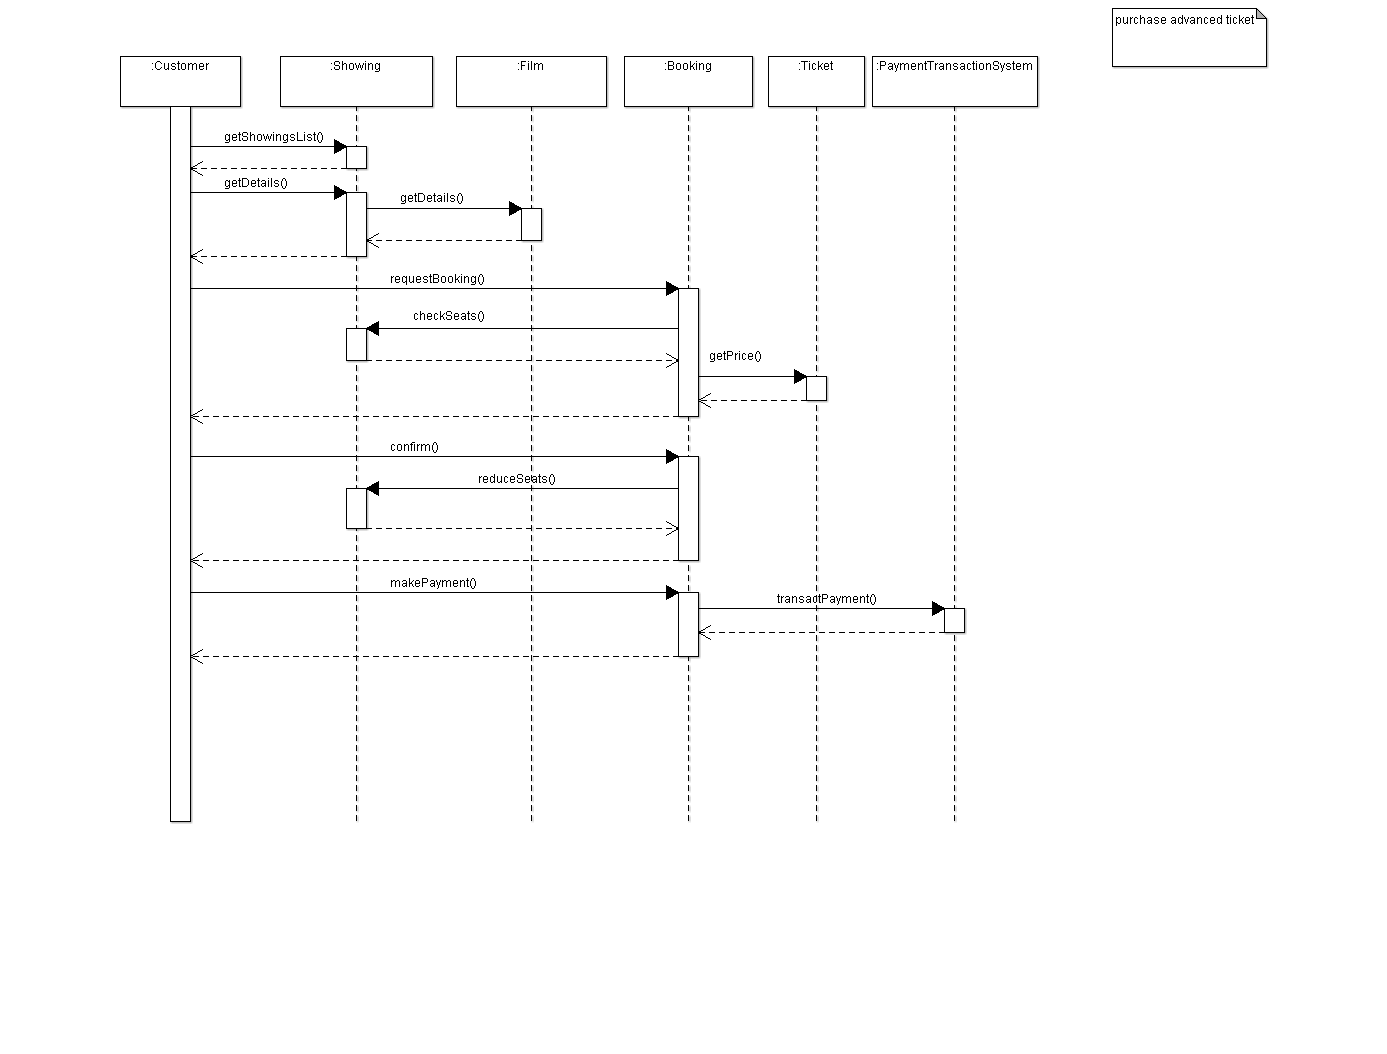 purchase advanced ticket
:Customer
:Showing
:Film
:Booking
:Ticket
:PaymentTransactionSystem
getShowingsList()
getDetails()
getDetails()
requestBooking()
checkSeats()
getPrice()
confirm()
reduceSeats()
makePayment()
transactPayment()